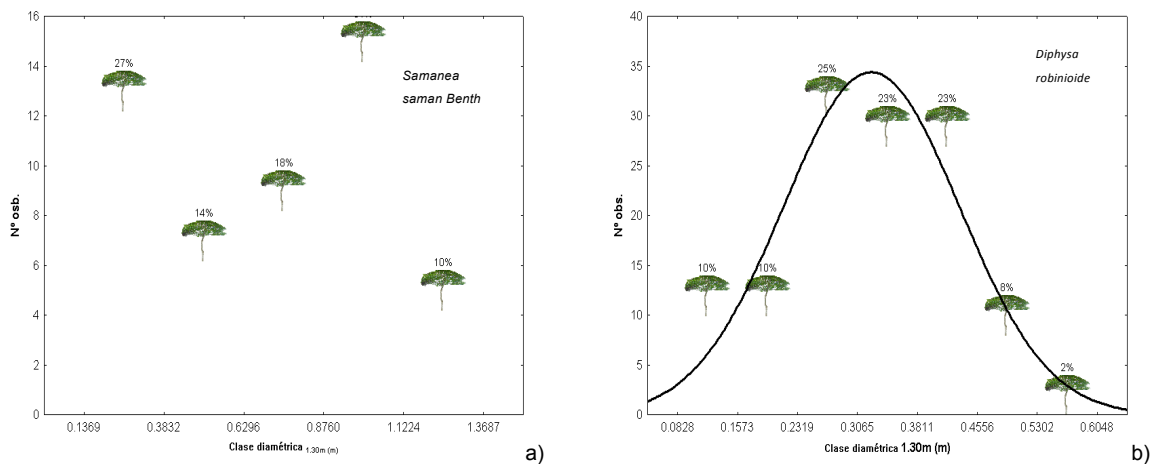 16
14
12
10
8
6
4
2
0
Nº osb.
27%
14%
18%
10%
Samanea
saman Benth
0.1369 0.3832 0.6296 0.8760 1.1224 1.3687
Clase diamétrica 1.30m (m)
a)
40
35
30
25
20
15
10
5
0
Nº obs.
10%
10%
25%
23%
23%
8%
2%
Diphysa
robinioide
0.0828 0.1573 0.2319 0.3065 0.3811 0.4556 0.5302 0.6048
Clase diamétrica 1.30m (m)
b)